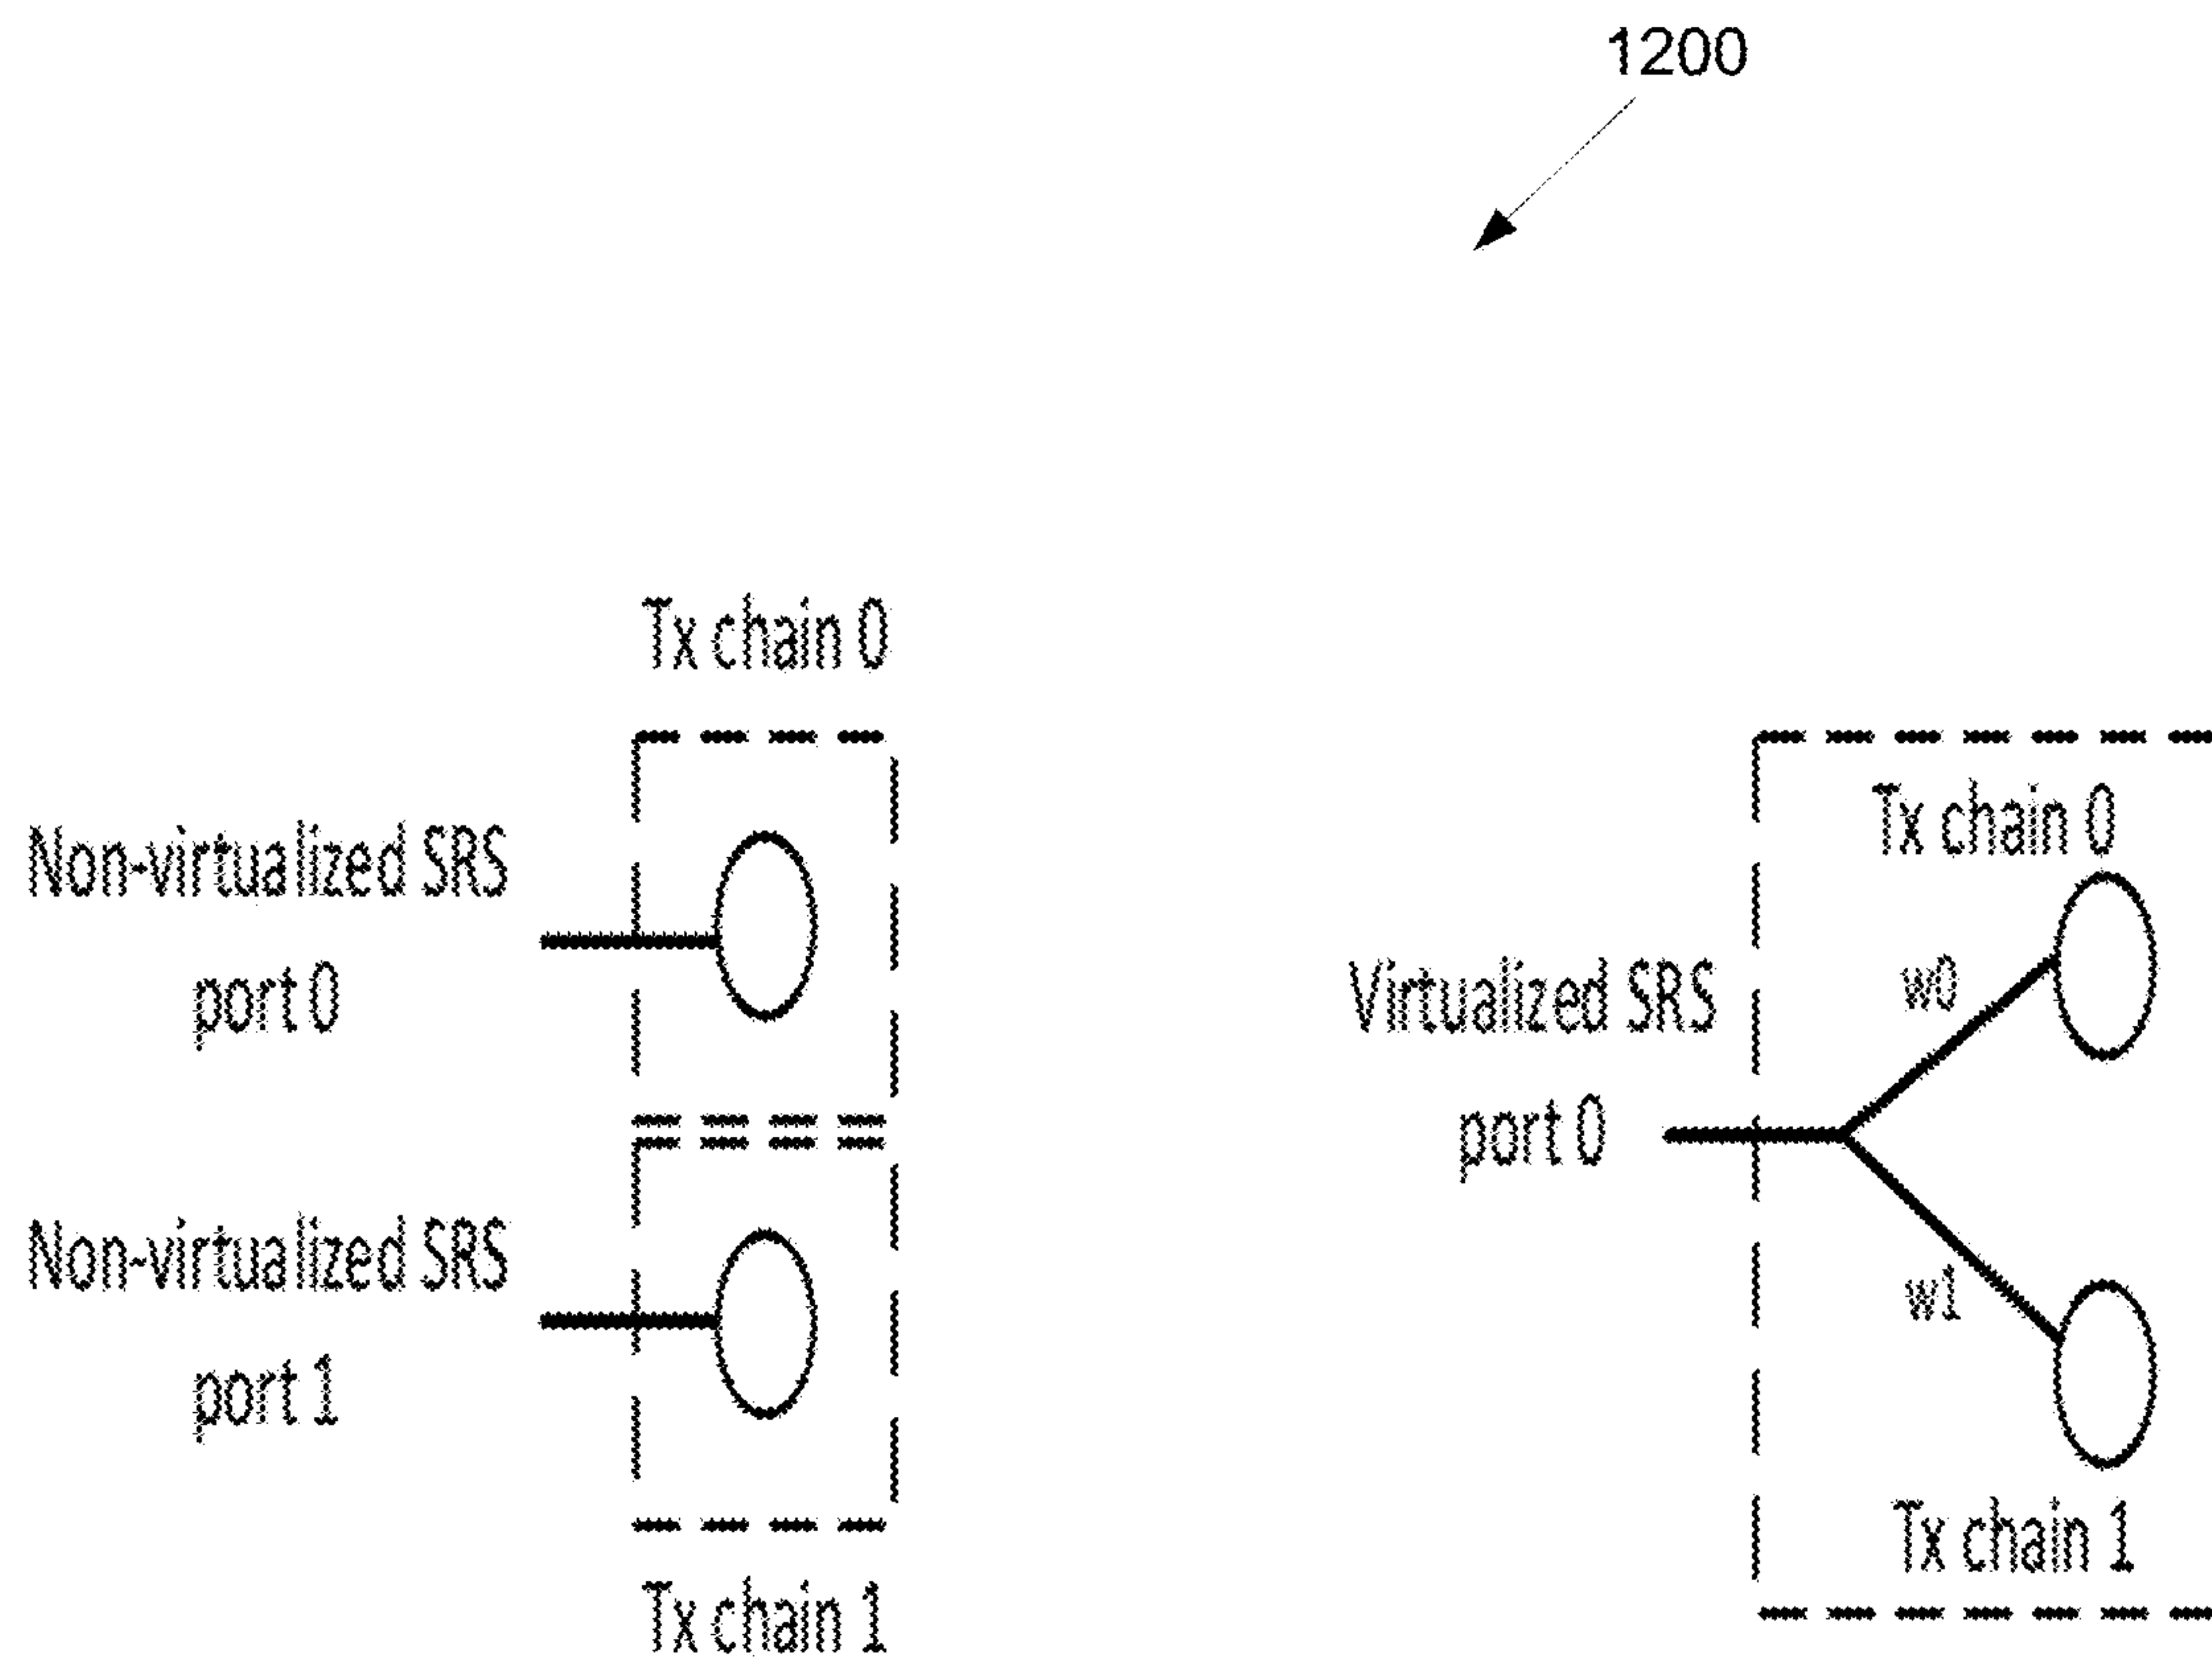 1200
Tx chain 0
Non-virtualized SRS
port 0
Non-virtualized SRS
port 1
Tx chain 1
Tx chain 0
Virtualized SRS
port 0
w0
w1
Tx chain 1